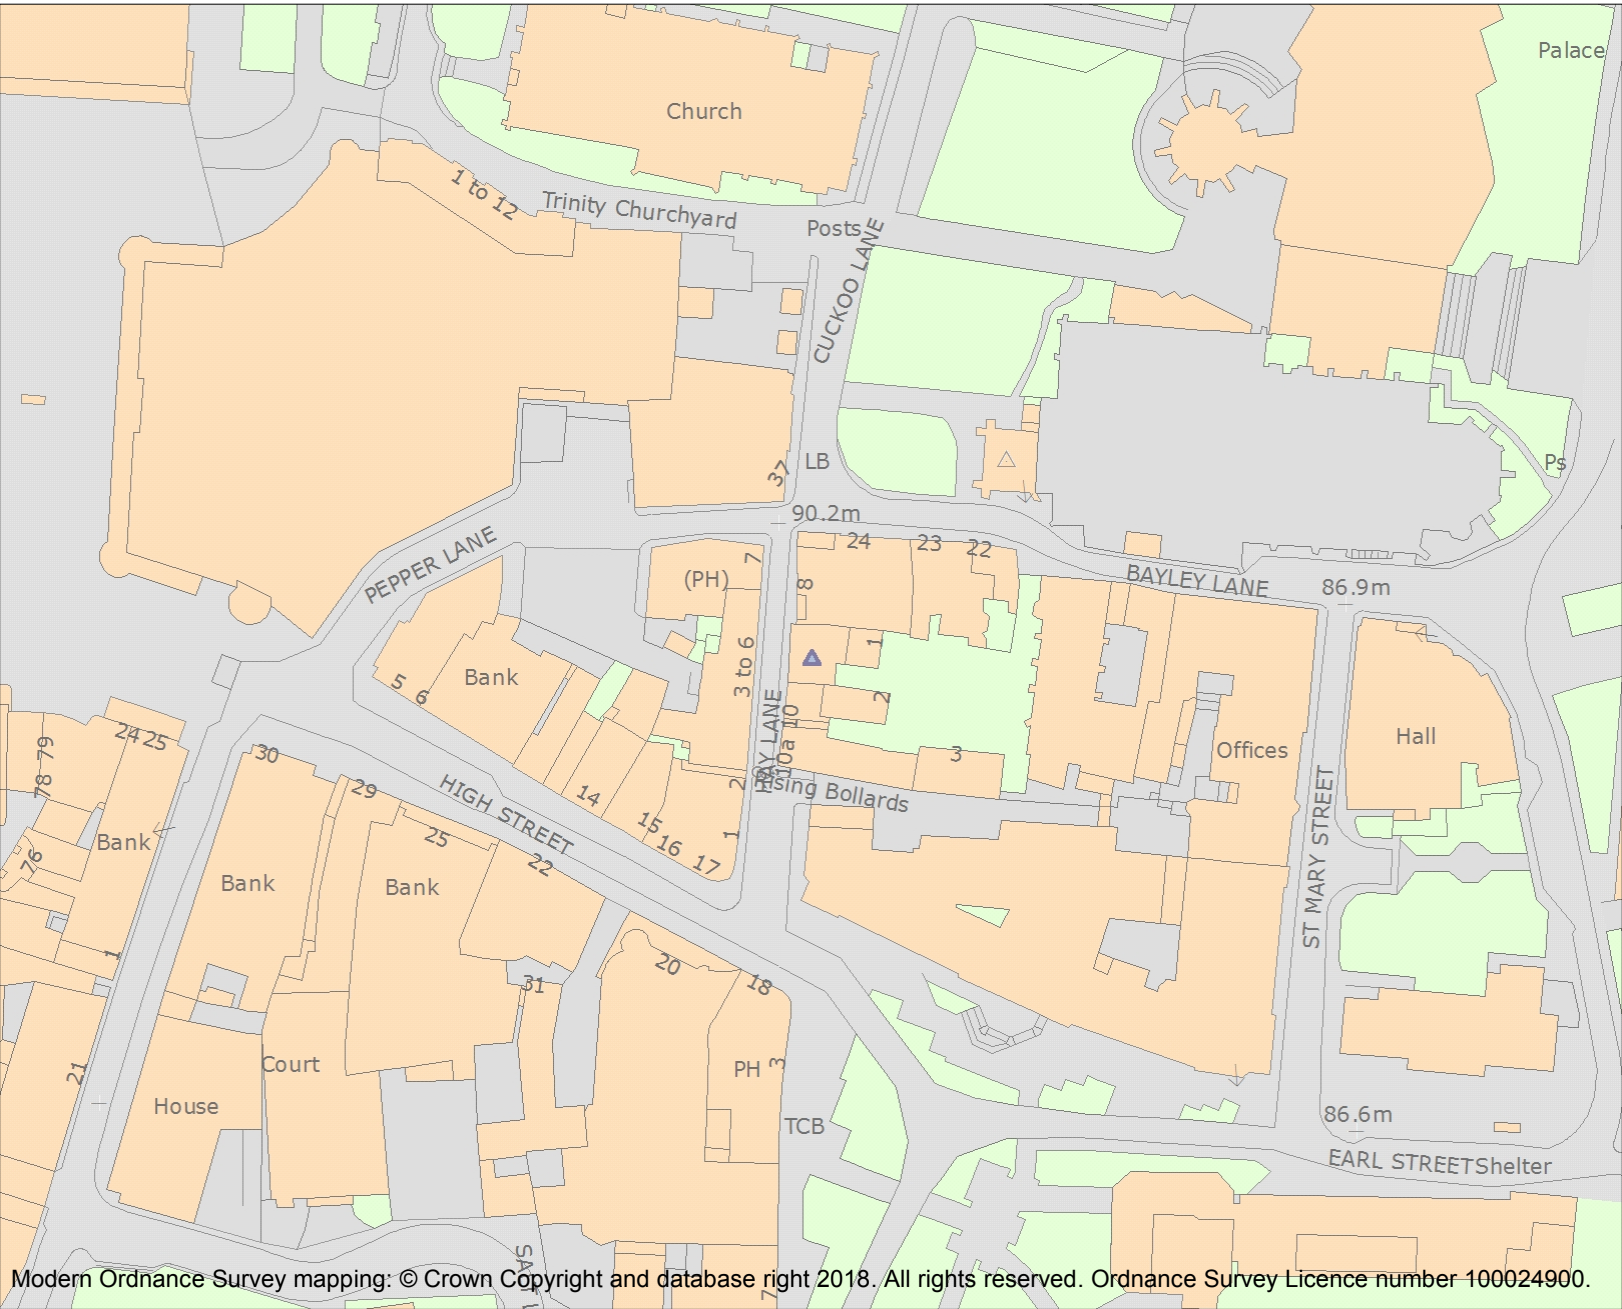 Palace
Church
1 to 12
Trinity Churchyard
Posts
CUCKOO LANE
37
LB
Ps
90.2m
PEPPER LANE
(PH)
7
24
23
22
8
BAYLEY LANE
86.9m
1
3 to 6
5
6
Bank
2
HAY LANE
10a
10
3
Rising Bollards
Offices
Hall
24
25
79
78
30
29
HIGH STREET
14
2
15
16
17
1
25
22
Bank
76
Bank
Bank
ST MARY STREET
1
31
20
18
21
Court
PH
3
House
TCB
86.6m
EARL STREET
Shelter
7
Modern Ordnance Survey mapping: © Crown Copyright and database right 2018. All rights reserved. Ordnance Survey Licence number 100024900.